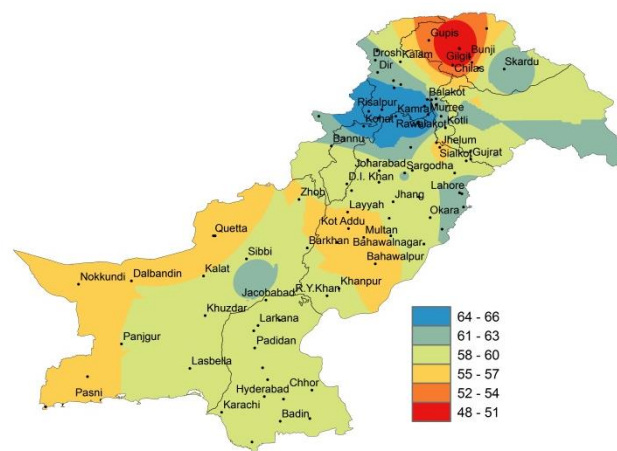 Gupis
Bunji
Drosh
Kalam
Gilgit
Dir
Chilas
Skardu
Balakot
Risalpur
Kamra
Murree
Kohat
Rawalakot
Kotli
Bannu
Jhelum
Sialkot
Gujrat
Joharabad
Sargodha
D.I. Khan
Zhob
Jhang
Lahore
Layyah
Okara
Quetta
Kot Addu
Multan
Barkhan
Bahawalnagar
Sibbi
Bahawalpur
Nokkundi
Dalbandin
Kalat
Khanpur
Jacobabad
R.Y.Khan
Khuzdar
Larkana
Panjgur
Padidan
Lasbella
Pasni
Hyderabad
Chhor
Karachi
Badin
64 - 66
61 - 63
58 - 60
55 - 57
52 - 54
48 - 51